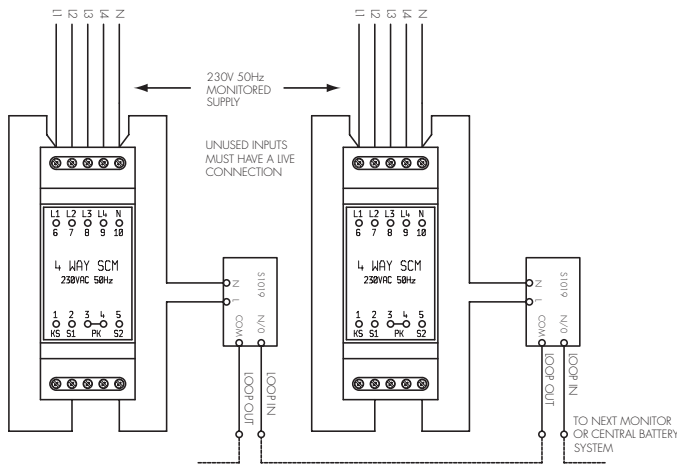 L1 L2 L3 L4 N
L1 L2 L3 L4 N
230V 50Hz
MONITORED
SUPPLY
UNUSED INPUTS
MUST HAVE A LIVE
CONNECTION
L1 L2 L3 L4 N
6 7 8 9 10
4 WAY SCM
230VAC 50Hz
1 2 3 4 5
KS S1 PK S2
N
L
S1019
COM
N/0
LOOP OUT
LOOP IN
L1 L2 L3 L4 N
6 7 8 9 10
4 WAY SCM
230VAC 50Hz
1 2 3 4 5
KS S1 PK S2
N
L
S1019
COM
N/0
LOOP OUT
LOOP IN
TO NEXT MONITOR
OR CENTRAL BATTERY
SYSTEM